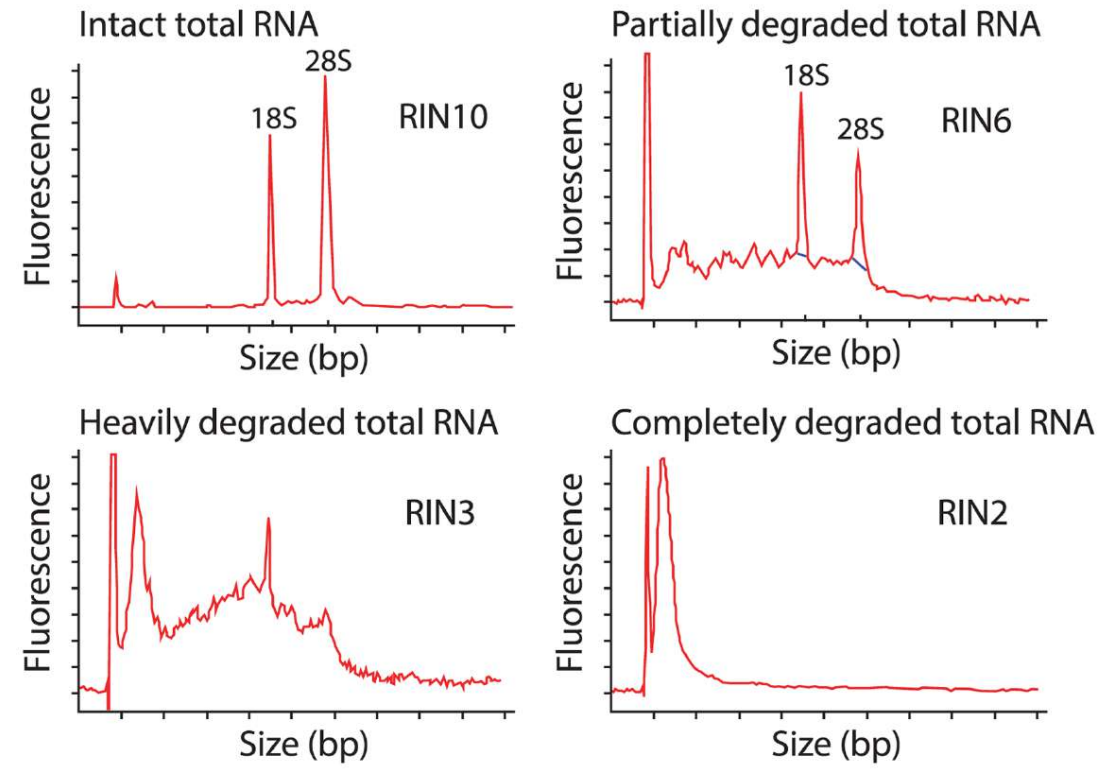 Intact total RNA
28S
18S
RIN10
Fluorescence
Size (bp)
Partially degraded total RNA
18S
28S
RIN6
Fluorescence
Size (bp)
Heavily degraded total RNA
RIN3
Fluorescence
Size (bp)
Completely degraded total RNA
RIN2
Fluorescence
Size (bp)